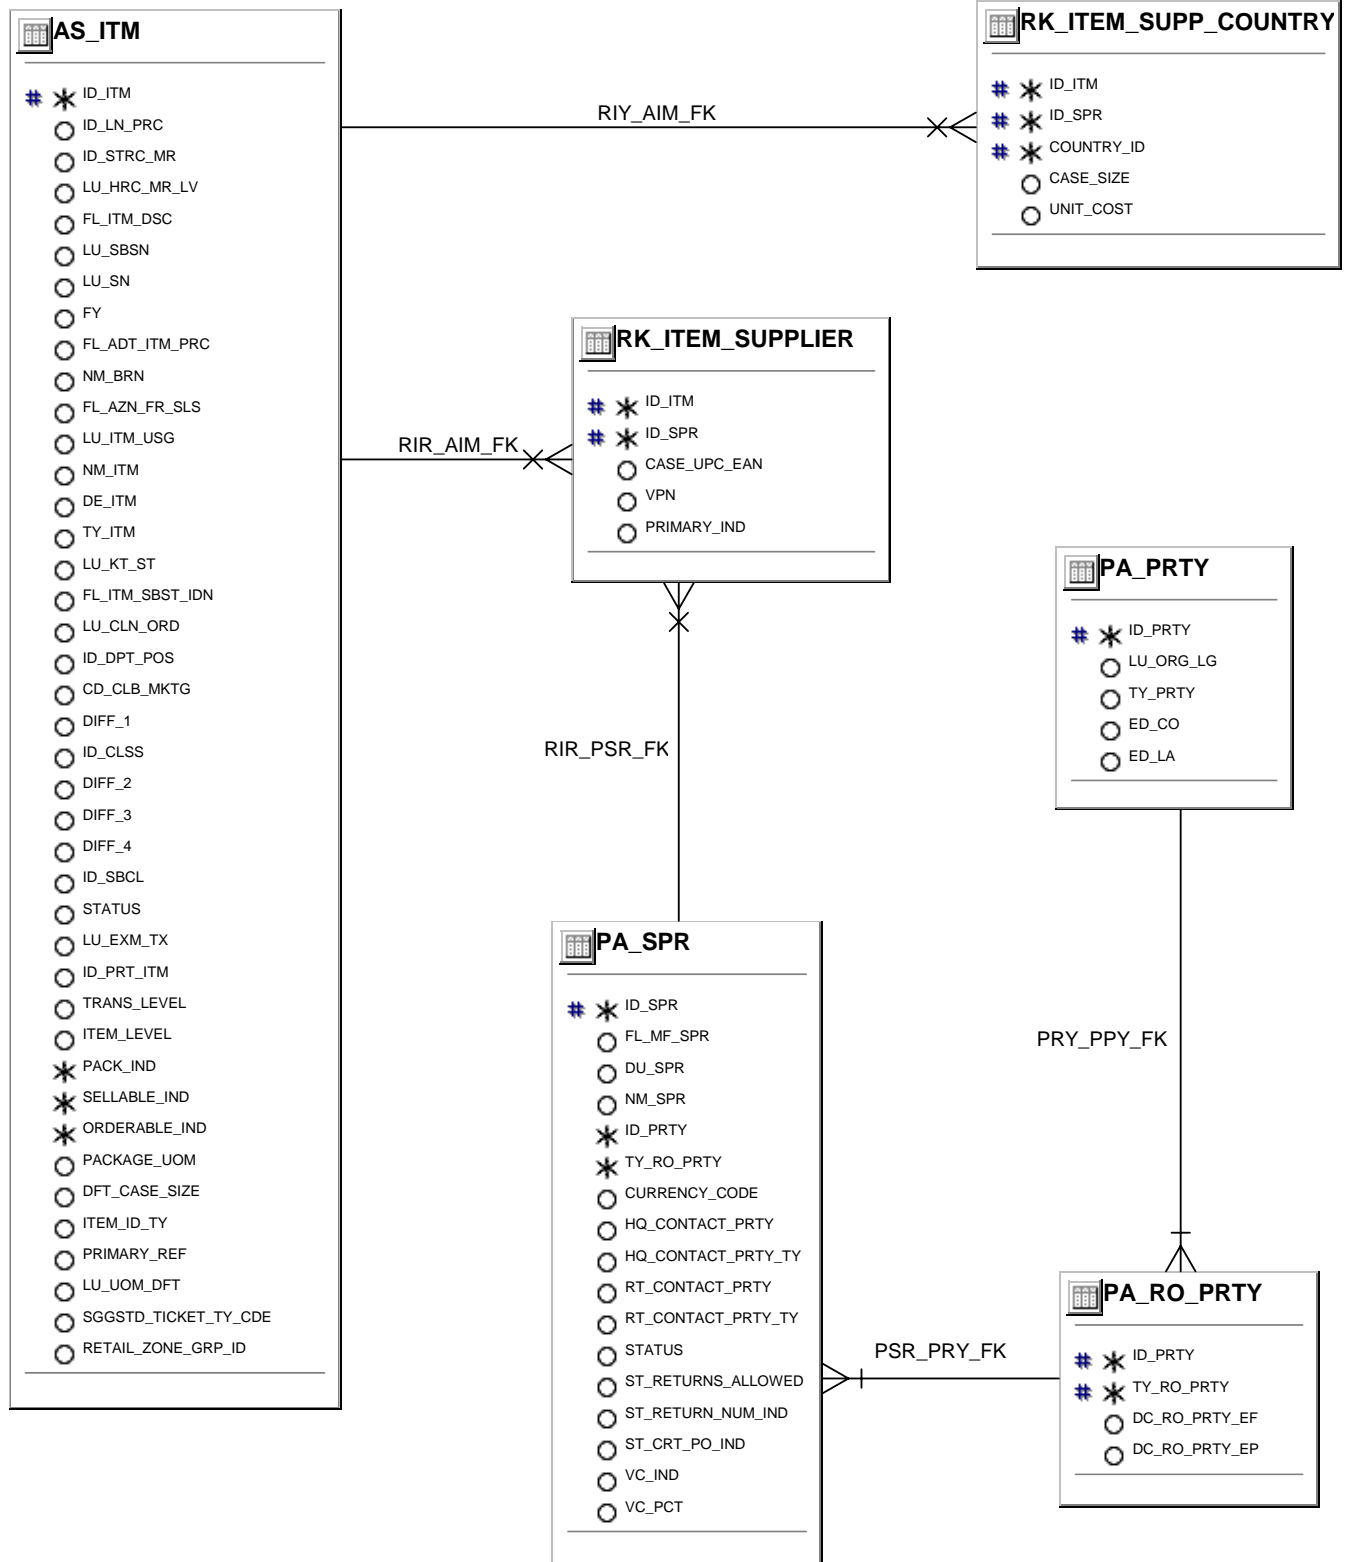 AS_ITM
# * ID_ITM
ID_LN_PRC
ID_STRC_MR
LU_HRC_MR_LV
FL_ITM_DSC
LU_SBSN
LU_SN
FY
FL_ADT_ITM_PRC
NM_BRN
FL_AZN_FR_SLS
LU_ITM_USG
NM_ITM
DE_ITM
TY_ITM
LU_KT_ST
FL_ITM_SBST_IDN
LU_CLN_ORD
ID_DPT_POS
CD_CLB_MKTG
DIFF_1
ID_CLSS
DIFF_2
DIFF_3
DIFF_4
ID_SBCL
STATUS
LU_EXM_TX
ID_PRT_ITM
TRANS_LEVEL
ITEM_LEVEL
* PACK_IND
* SELLABLE_IND
* ORDERABLE_IND
PACKAGE_UOM
DFT_CASE_SIZE
ITEM_ID_TY
PRIMARY_REF
LU_UOM_DFT
SGGSTD_TICKET_TY_CDE
RETAIL_ZONE_GRP_ID
RIY_AIM_FK
RK_ITEM_SUPP_COUNTRY
# * ID_ITM
# * ID_SPR
# * COUNTRY_ID
CASE_SIZE
UNIT_COST
RIR_AIM_FK
RK_ITEM_SUPPLIER
# * ID_ITM
# * ID_SPR
CASE_UPC_EAN
VPN
PRIMARY_IND
RIR_PSR_FK
PA_PRTY
# * ID_PRTY
LU_ORG_LG
TY_PRTY
ED_CO
ED_LA
PRY_PPY_FK
PA_SPR
# * ID_SPR
FL_MF_SPR
DU_SPR
NM_SPR
* ID_PRTY
* TY_RO_PRTY
CURRENCY_CODE
HQ_CONTACT_PRTY
HQ_CONTACT_PRTY_TY
RT_CONTACT_PRTY
RT_CONTACT_PRTY_TY
STATUS
ST_RETURNS_ALLOWED
ST_RETURN_NUM_IND
ST_CRT_PO_IND
VC_IND
VC_PCT
PSR_PRY_FK
PA_RO_PRTY
# * ID_PRTY
# * TY_RO_PRTY
DC_RO_PRTY_EF
DC_RO_PRTY_EP